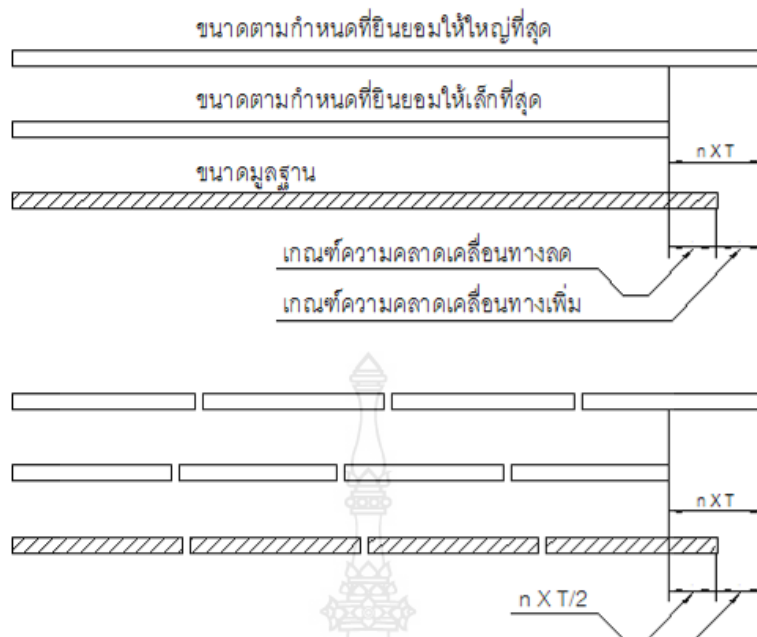 ขนาดตามกำหนดที่ยินยอมให้ใหญ่ที่สุด
ขนาดตามกำหนดที่ยินยอมให้เล็กที่สุด
n X T
ขนาดมูลฐาน
เกณฑ์ความคลาดเคลื่อนทางลด
เกณฑ์ความคลาดเคลื่อนทางเพิ่ม
n X T
n X T/2